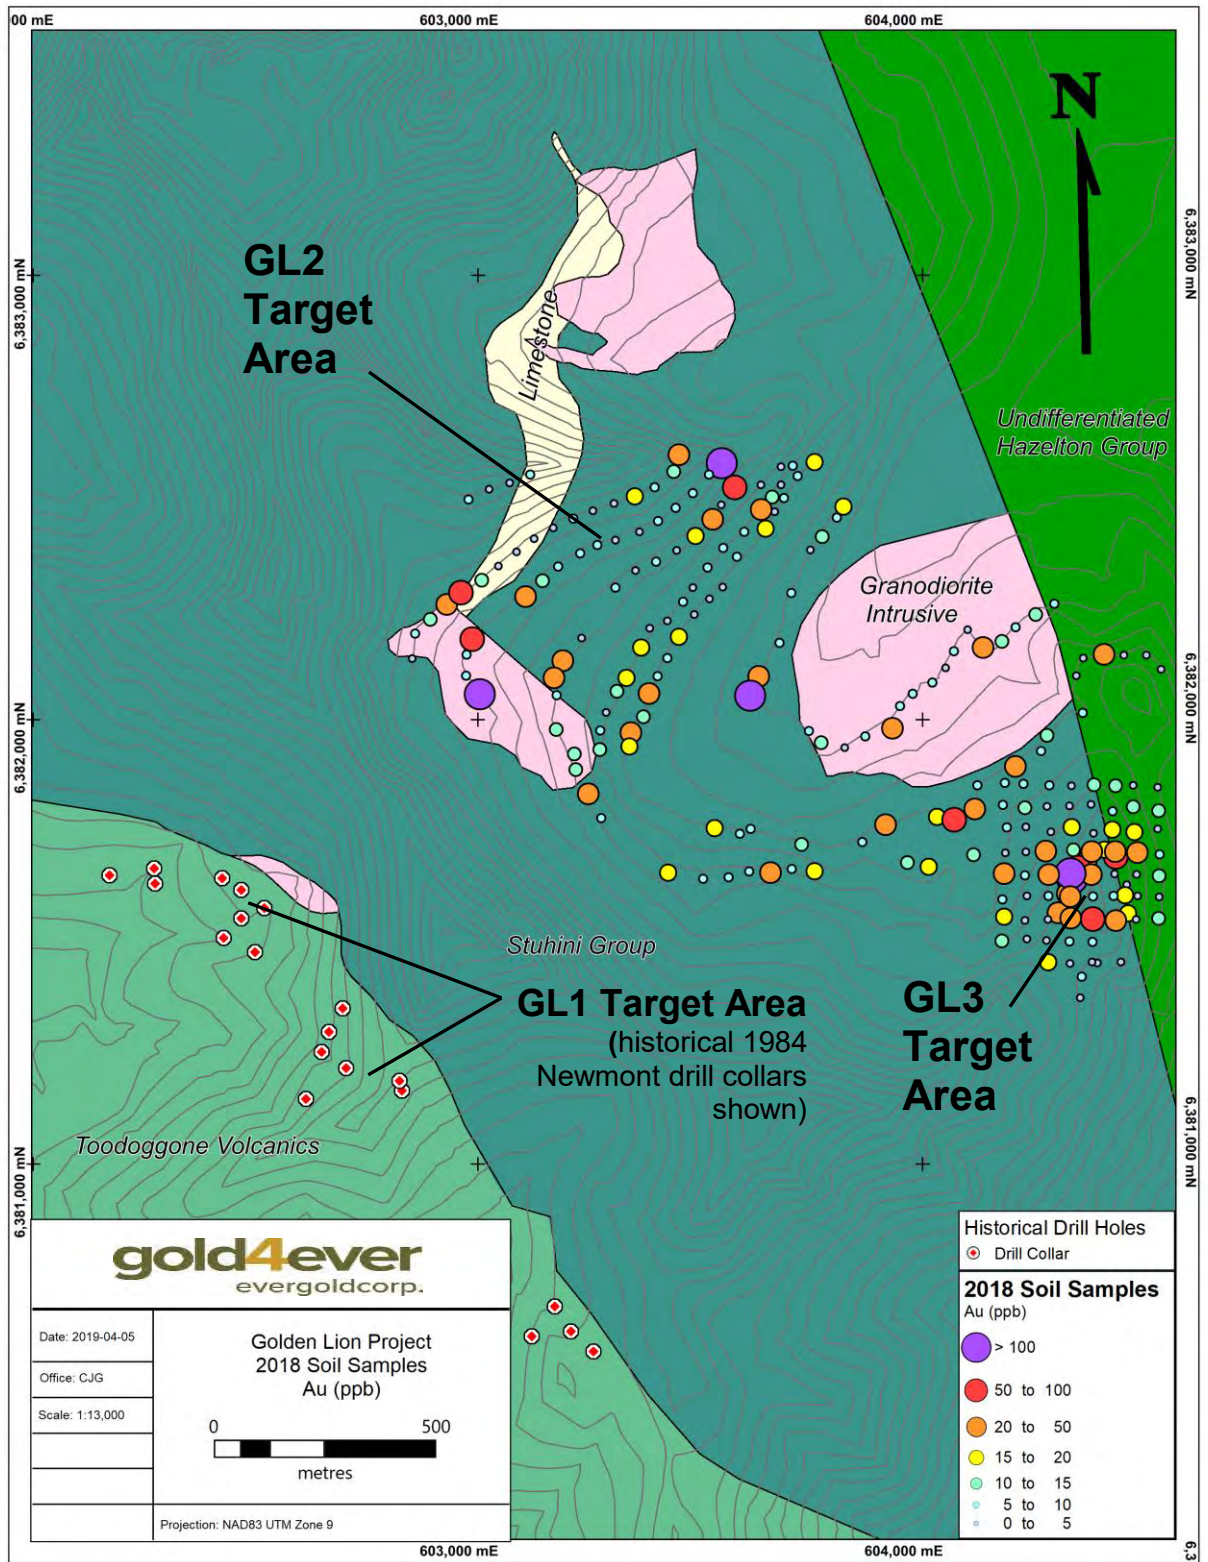 00 mE
603,000 mE
604,000 mE
N
6,383,000 mN
6,383,000 mN
GL2
Target
Area
Limestone
Undifferentiated
Hazelton Group
Granodiorite
Intrusive
6,382,000 mN
6,382,000 mN
Stuhini Group
GL1 Target Area
(historical 1984
Newmont drill collars
shown)
GL3
Target
Area
Toodoggone Volcanics
6,381,000 mN
6,381,000 mN
gold4ever
evergoldcorp.
Date: 2019-04-05
Office: CJG
Scale: 1:13,000
Golden Lion Project
2018 Soil Samples
Au (ppb)
0 500
metres
Projection: NAD83 UTM Zone 9
Historical Drill Holes
Drill Collar
2018 Soil Samples
Au (ppb)
> 100
50 to 100
20 to 50
15 to 20
10 to 15
5 to 10
0 to 5
603,000 mE
604,000 mE
6,3